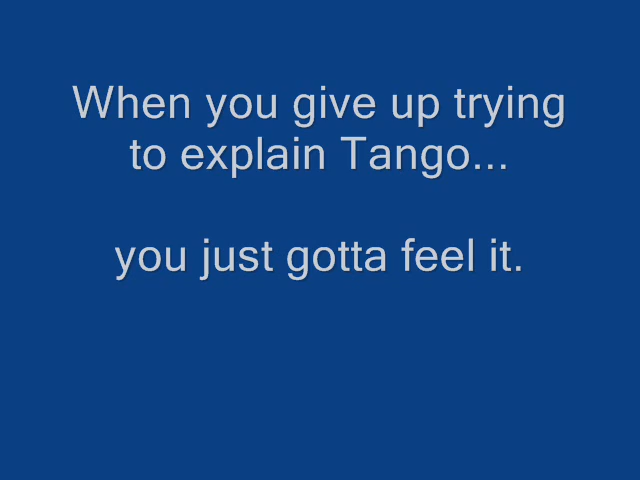 When you give up trying
to explain Tango...
you just gotta feel it.